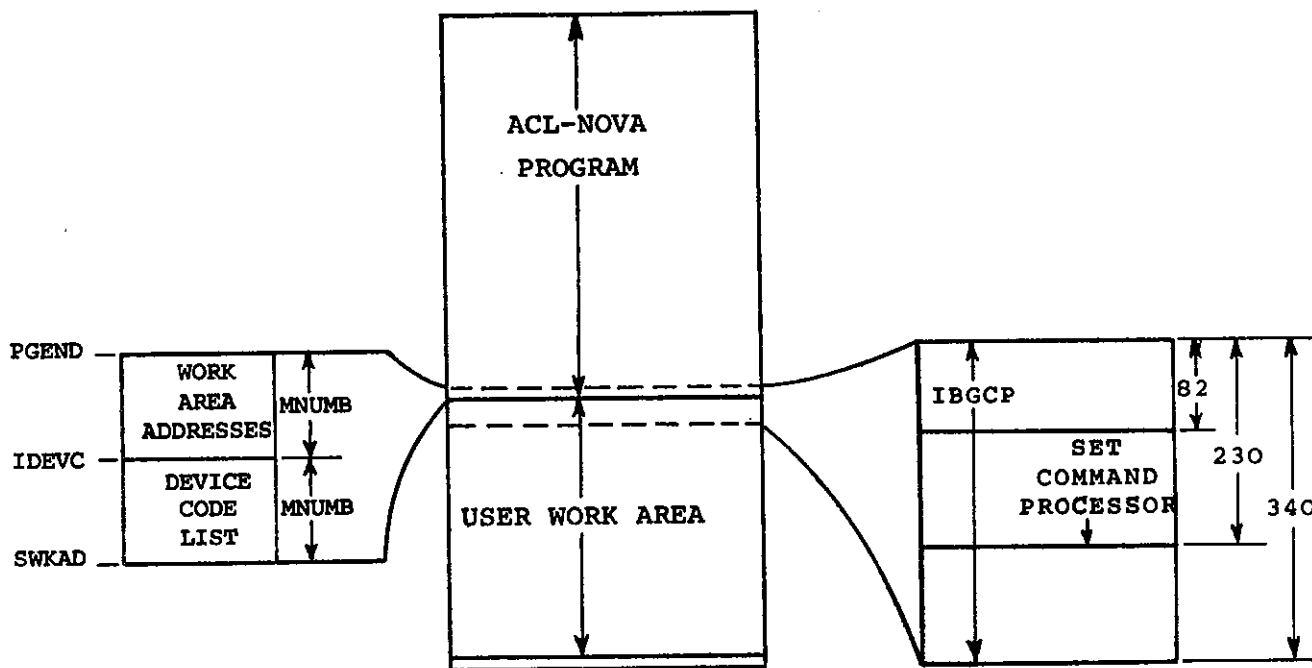 ACL-NOVA
PROGRAM
PGEND
WORK
AREA
ADDRESSES
MNUMB
IDEVC
DEVICE
CODE
LIST
MNUMB
SWKAD
USER WORK AREA
IBGCP
82
SET
COMMAND
PROCESSOR
230
340